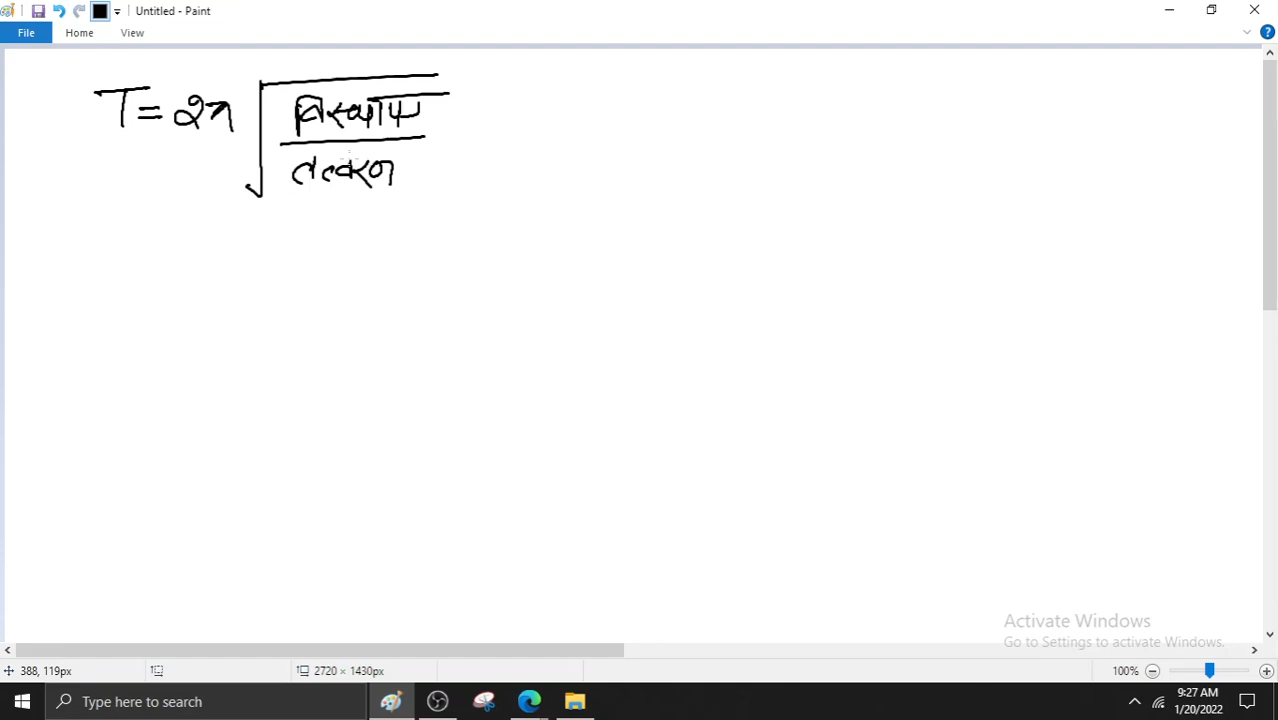 Untitled - Paint
File Home View
T = 2π √
Activate Windows
Go to Settings to activate Windows.
388, 119px 2720 × 1430px 100%
Type here to search
9:27 AM
1/20/2022